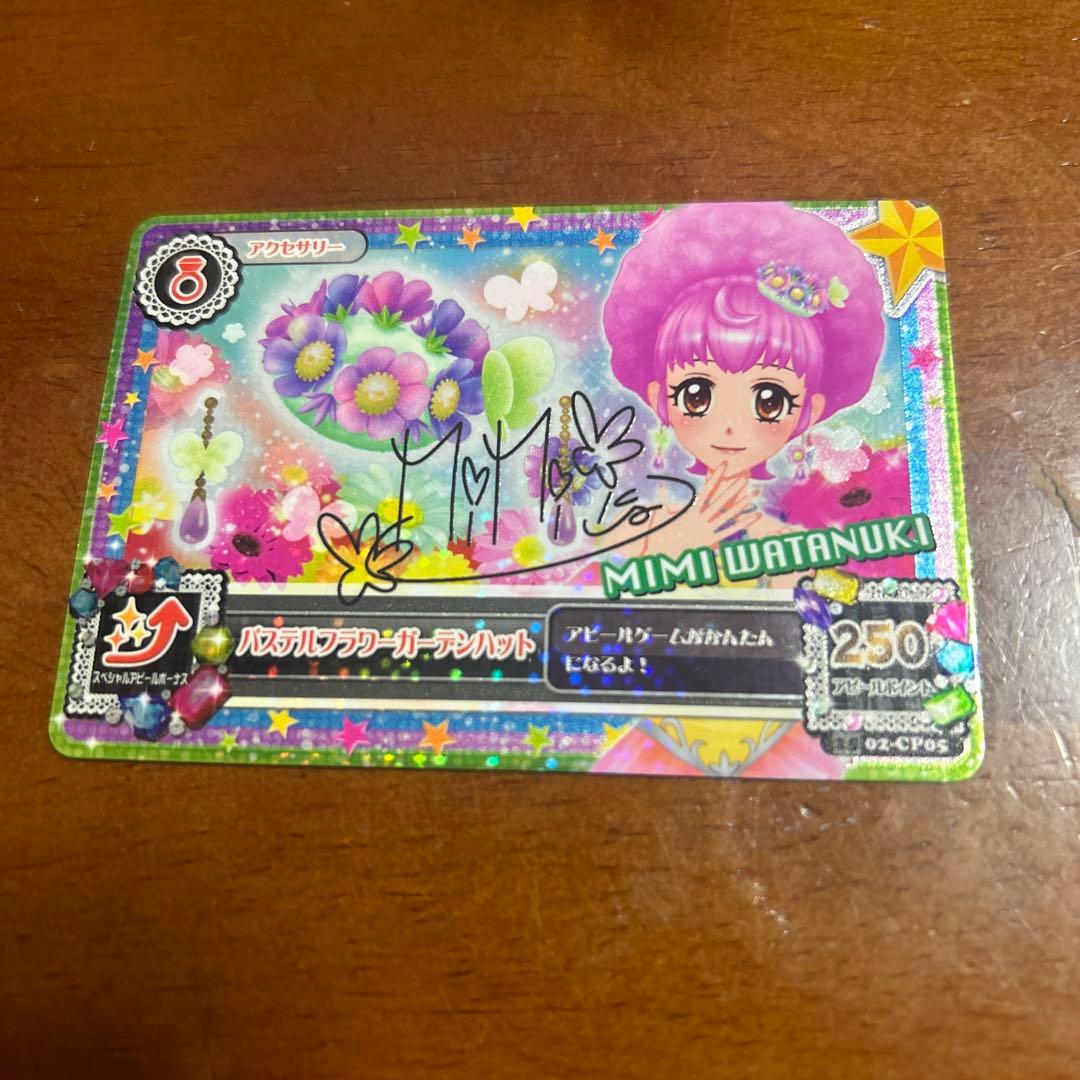 アクセサリー
MiMi
MIMI WATANUKI
パステルフラワーガーデンハット
アピールゲームがかんたん
になるよ！
スペシャルアピールボーナス
250
アピールポイント
02-CP05